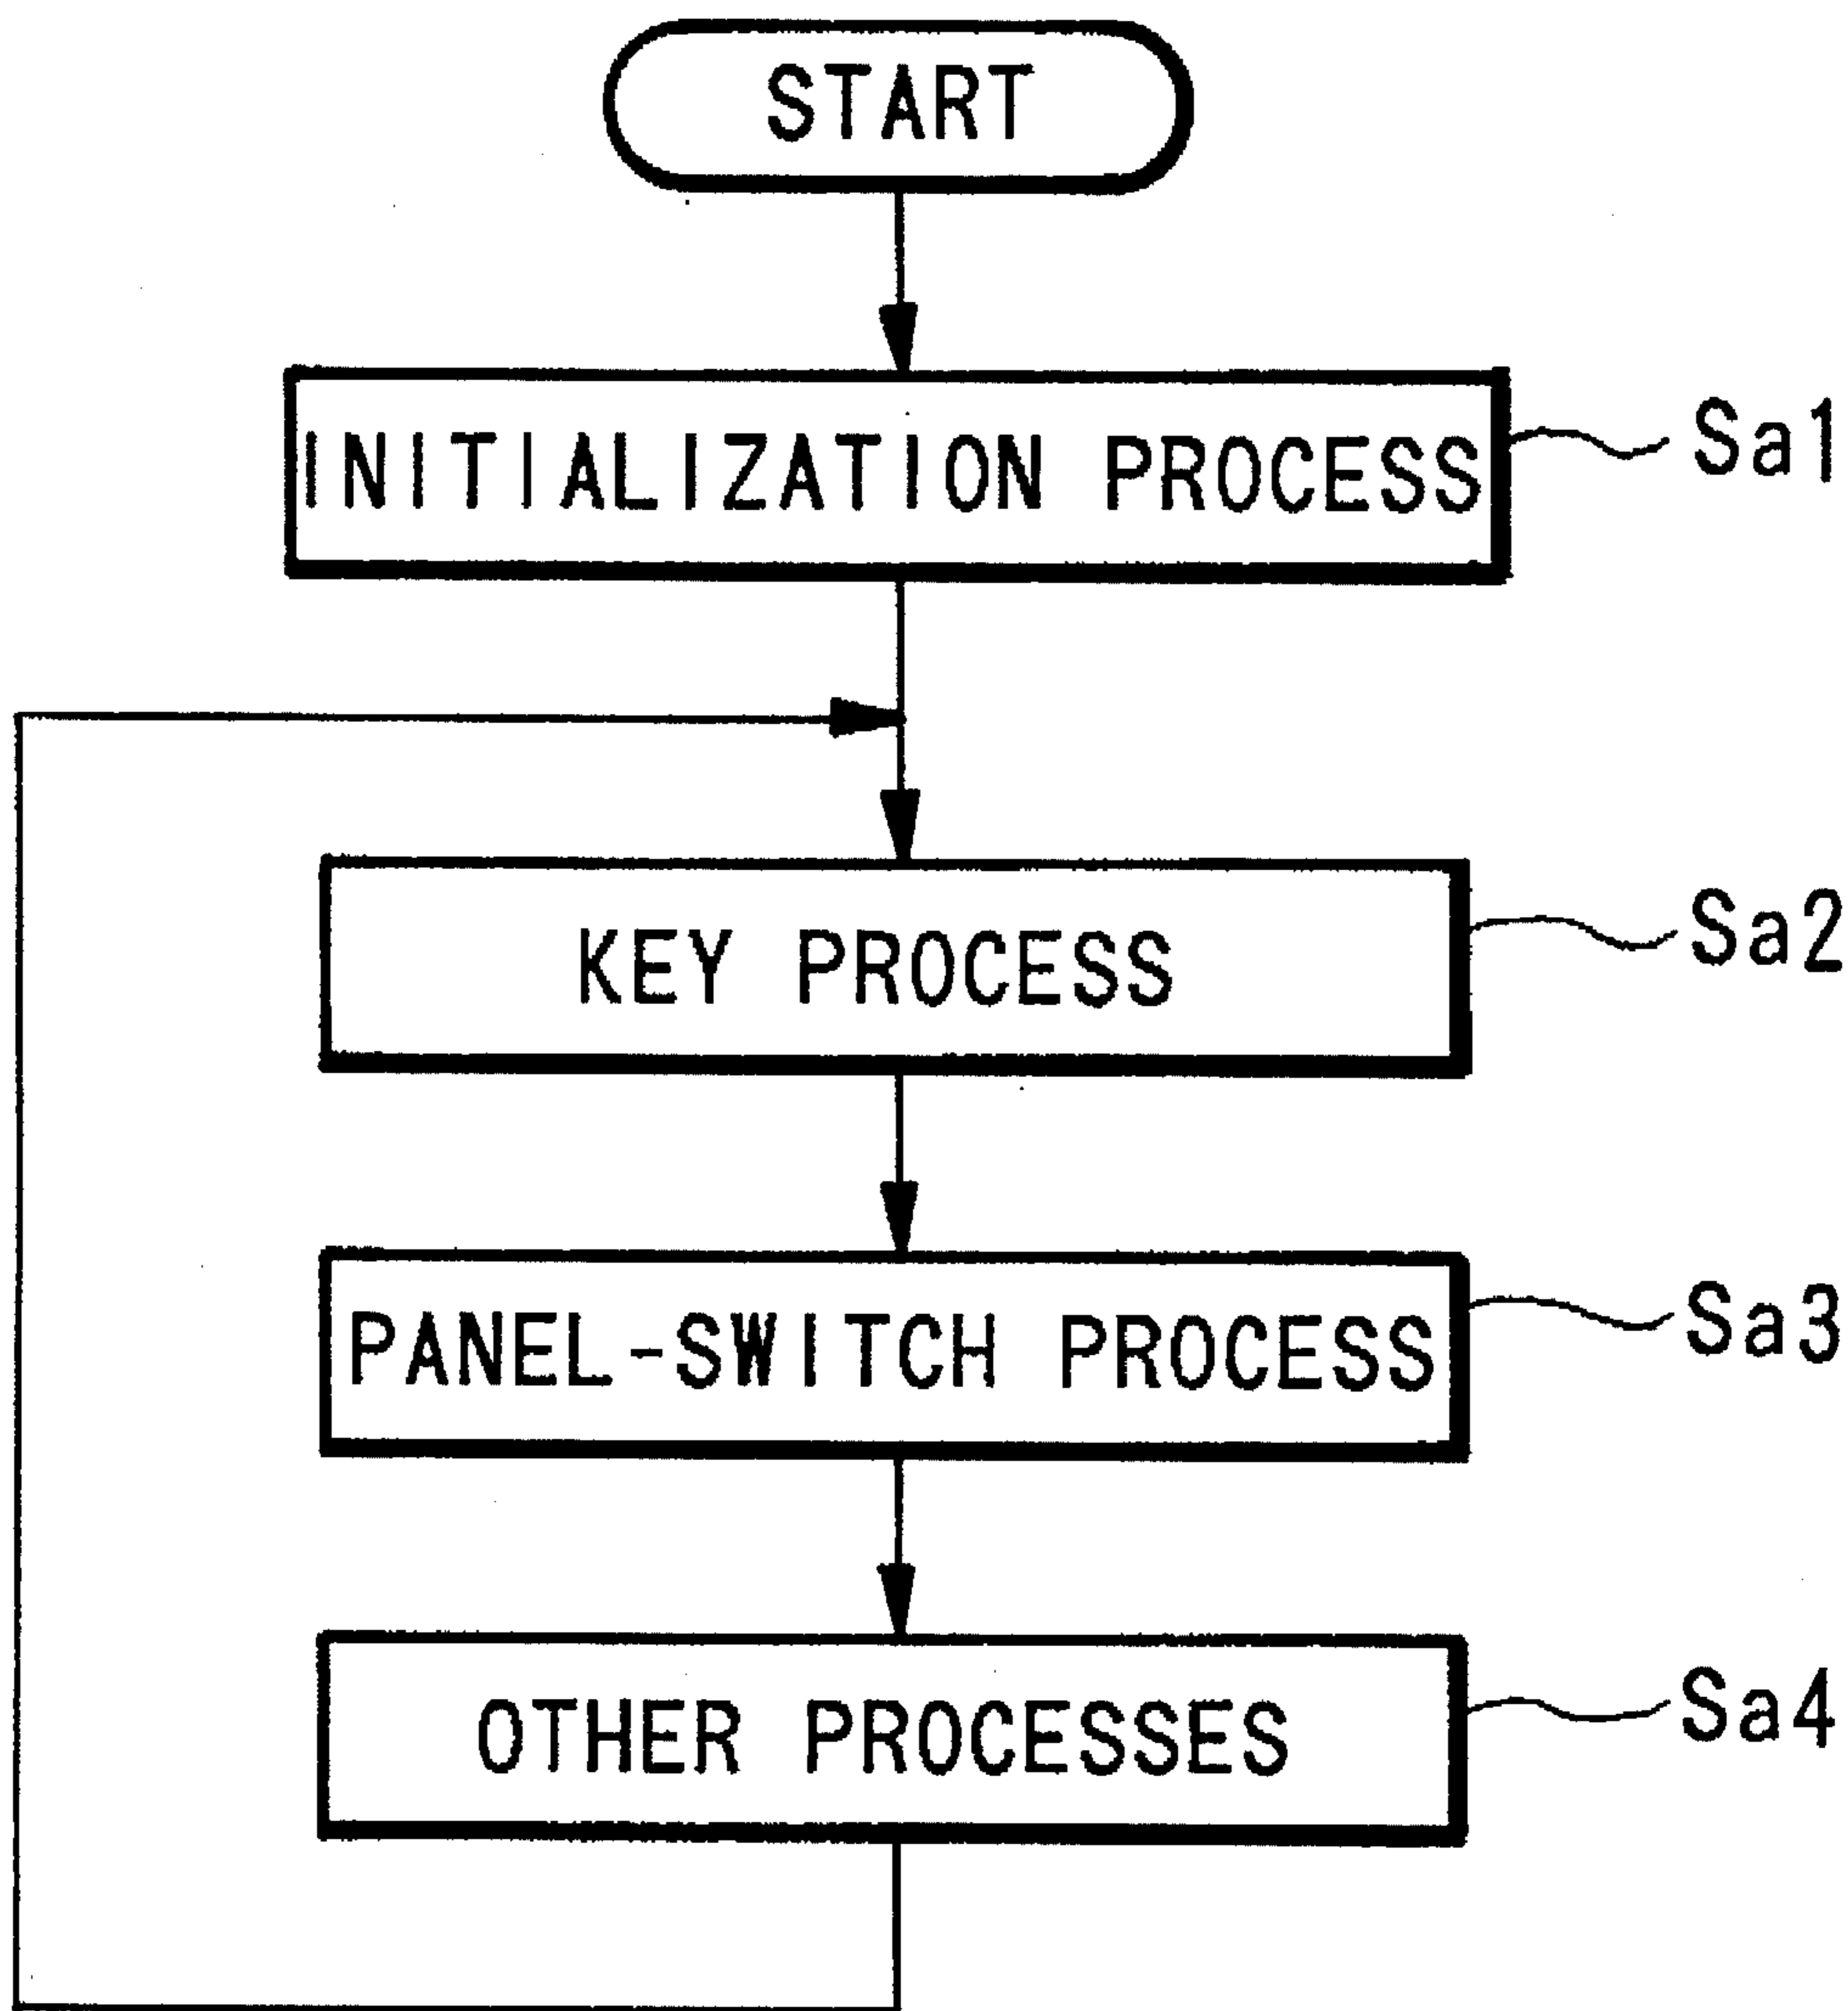 START
INITIALIZATION PROCESS
Sa1
KEY PROCESS
Sa2
PANEL-SWITCH PROCESS
Sa3
OTHER PROCESSES
Sa4